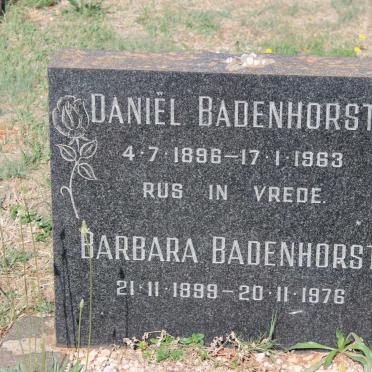 DANIËL BADENHORST
4·7·1896–17·1·1963
RUS IN VREDE.
BARBARA BADENHORST
21·11·1899–20·11·1976